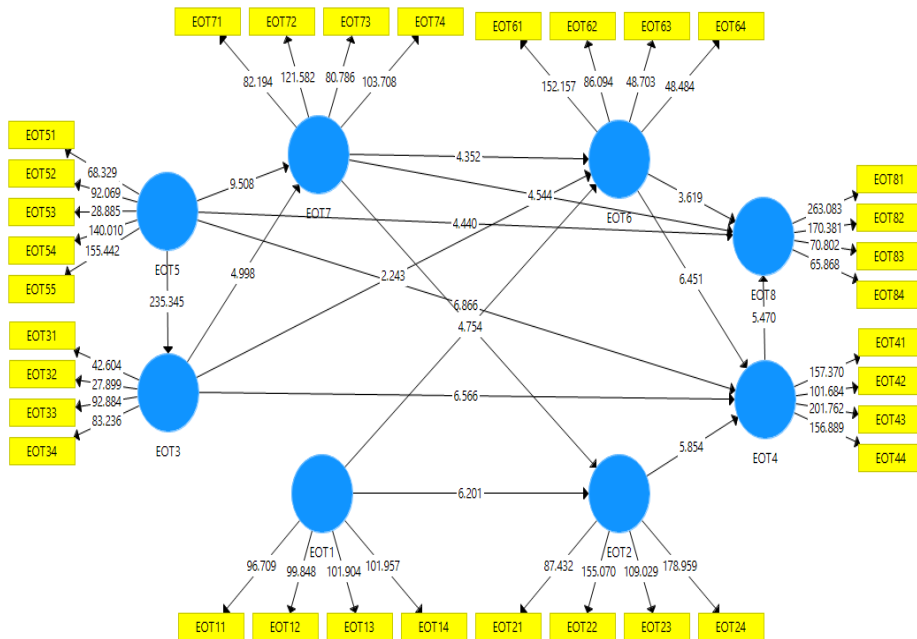 EOT71 EOT72 EOT73 EOT74 EOT61 EOT62 EOT63 EOT64
82.194 121.582 80.786 103.708 152.157 86.094 48.703 48.484
EOT51
68.329
EOT52
92.069
EOT53
28.885
EOT54
140.010
EOT55
155.442
EOT5
9.508
EOT7
4.352
4.544
4.440
EOT6
3.619
EOT81
263.083
EOT82
170.381
EOT83
70.802
EOT84
65.868
EOT8
235.345
4.998
2.243
6.866
4.754
6.451
5.470
EOT31
42.604
EOT32
27.899
EOT33
92.884
EOT34
83.236
EOT3
6.566
EOT41
157.370
EOT42
101.684
EOT43
201.762
EOT44
156.889
EOT4
5.854
6.201
EOT1 EOT2
96.709 99.848 101.904 101.957 87.432 155.070 109.029 178.959
EOT11 EOT12 EOT13 EOT14 EOT21 EOT22 EOT23 EOT24